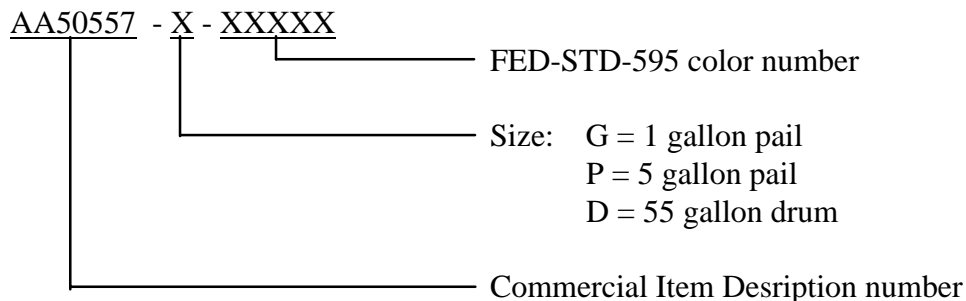 AA50557 - X - XXXXX
FED-STD-595 color number
Size: G = 1 gallon pail
P = 5 gallon pail
D = 55 gallon drum
Commercial Item Desription number